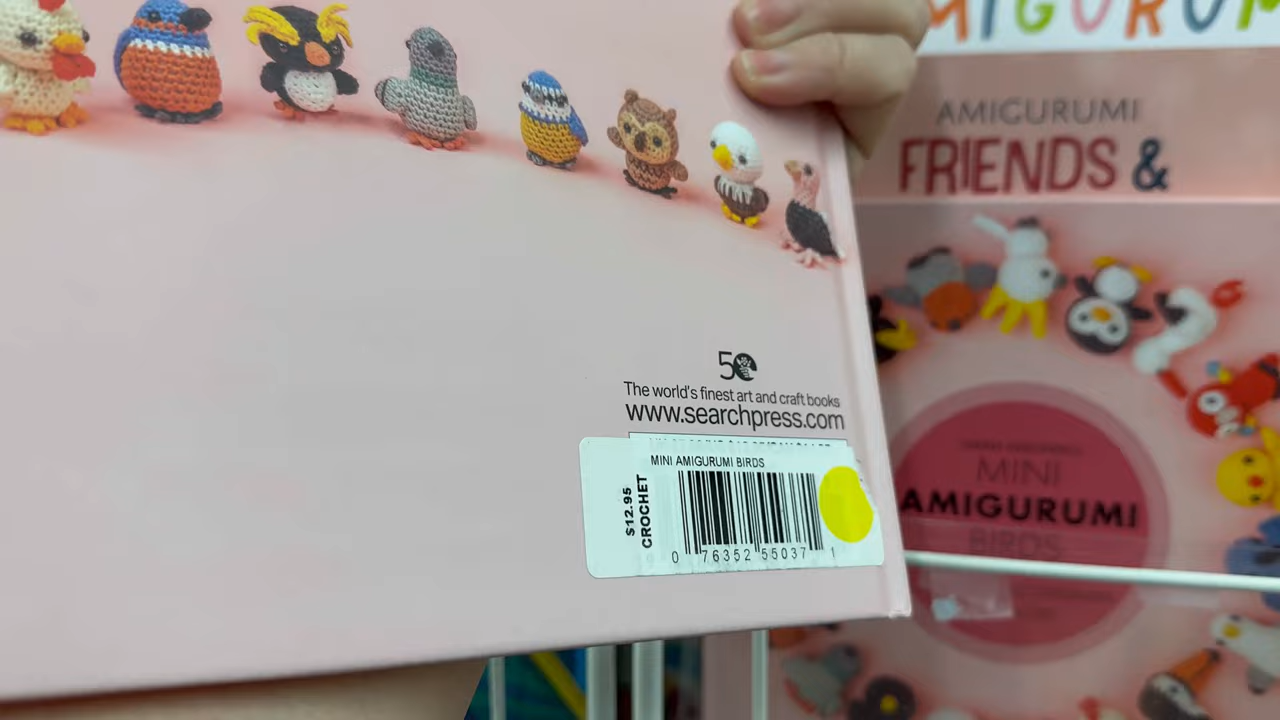 MIGURUM
AMIGURUMI
FRIENDS &
50
The world's finest art and craft books
www.searchpress.com
MINI AMIGURUMI BIRDS
$12.95
CROCHET
0 76352 55037 1
MINI
AMIGURUMI
BIRDS